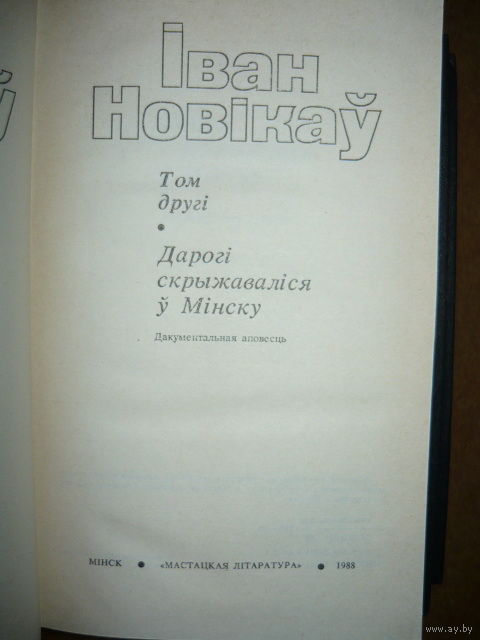 Іван
Новікаў
Том
другі
•
Дарогі
скрыжаваліся
ў Мінску
Дакументальная аповесць
МІНСК • «МАСТАЦКАЯ ЛІТАРАТУРА» • 1988
ў
www.ay.by